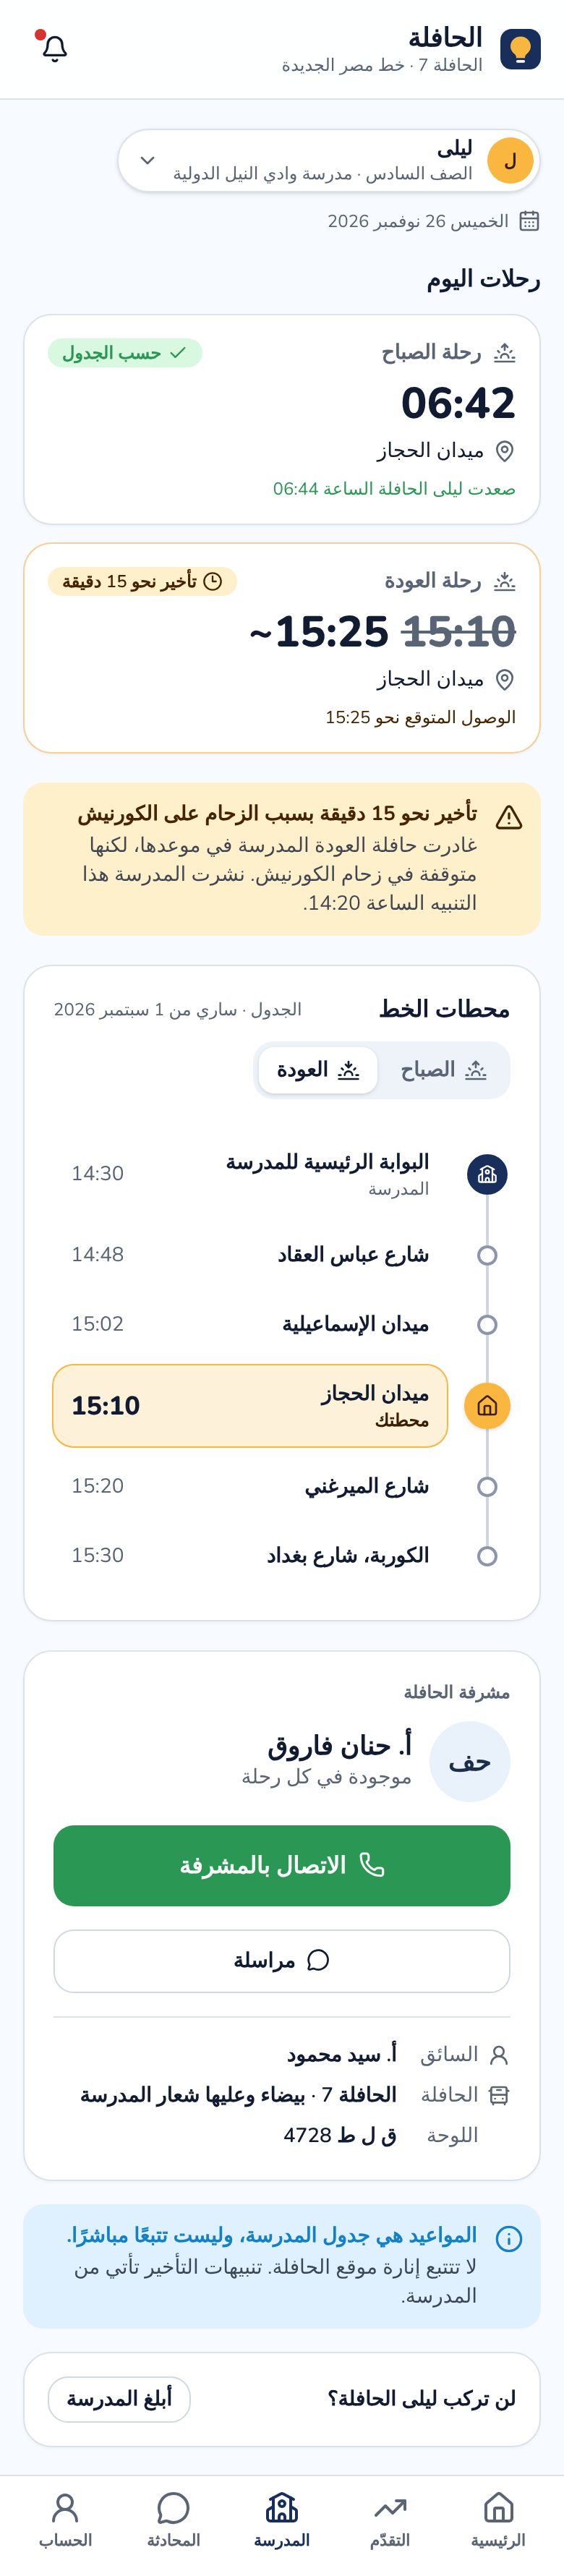 الحافلة
الحافلة 7 · خط مصر الجديدة
ل
ليلى
الصف السادس · مدرسة وادي النيل الدولية
الخميس 26 نوفمبر 2026
رحلات اليوم
رحلة الصباح
حسب الجدول
06:42
ميدان الحجاز
صعدت ليلى الحافلة الساعة 06:44
رحلة العودة
تأخير نحو 15 دقيقة
15:10 ~15:25
ميدان الحجاز
الوصول المتوقع نحو 15:25
تأخير نحو 15 دقيقة بسبب الزحام على الكورنيش
غادرت حافلة العودة المدرسة في موعدها، لكنها
متوقفة في زحام الكورنيش. نشرت المدرسة هذا
التنبيه الساعة 14:20.
محطات الخط
الجدول · ساري من 1 سبتمبر 2026
الصباح
العودة
البوابة الرئيسية للمدرسة
المدرسة
14:30
شارع عباس العقاد
14:48
ميدان الإسماعيلية
15:02
ميدان الحجاز
محطتك
15:10
شارع الميرغني
15:20
الكوربة، شارع بغداد
15:30
مشرفة الحافلة
حف
أ. حنان فاروق
موجودة في كل رحلة
الاتصال بالمشرفة
مراسلة
السائق
أ. سيد محمود
الحافلة
الحافلة 7 · بيضاء وعليها شعار المدرسة
اللوحة
ق ل ط 4728
المواعيد هي جدول المدرسة، وليست تتبعًا مباشرًا.
لا تتتبع إنارة موقع الحافلة. تنبيهات التأخير تأتي من
المدرسة.
لن تركب ليلى الحافلة؟
أبلغ المدرسة
الرئيسية
التقدّم
المدرسة
المحادثة
الحساب